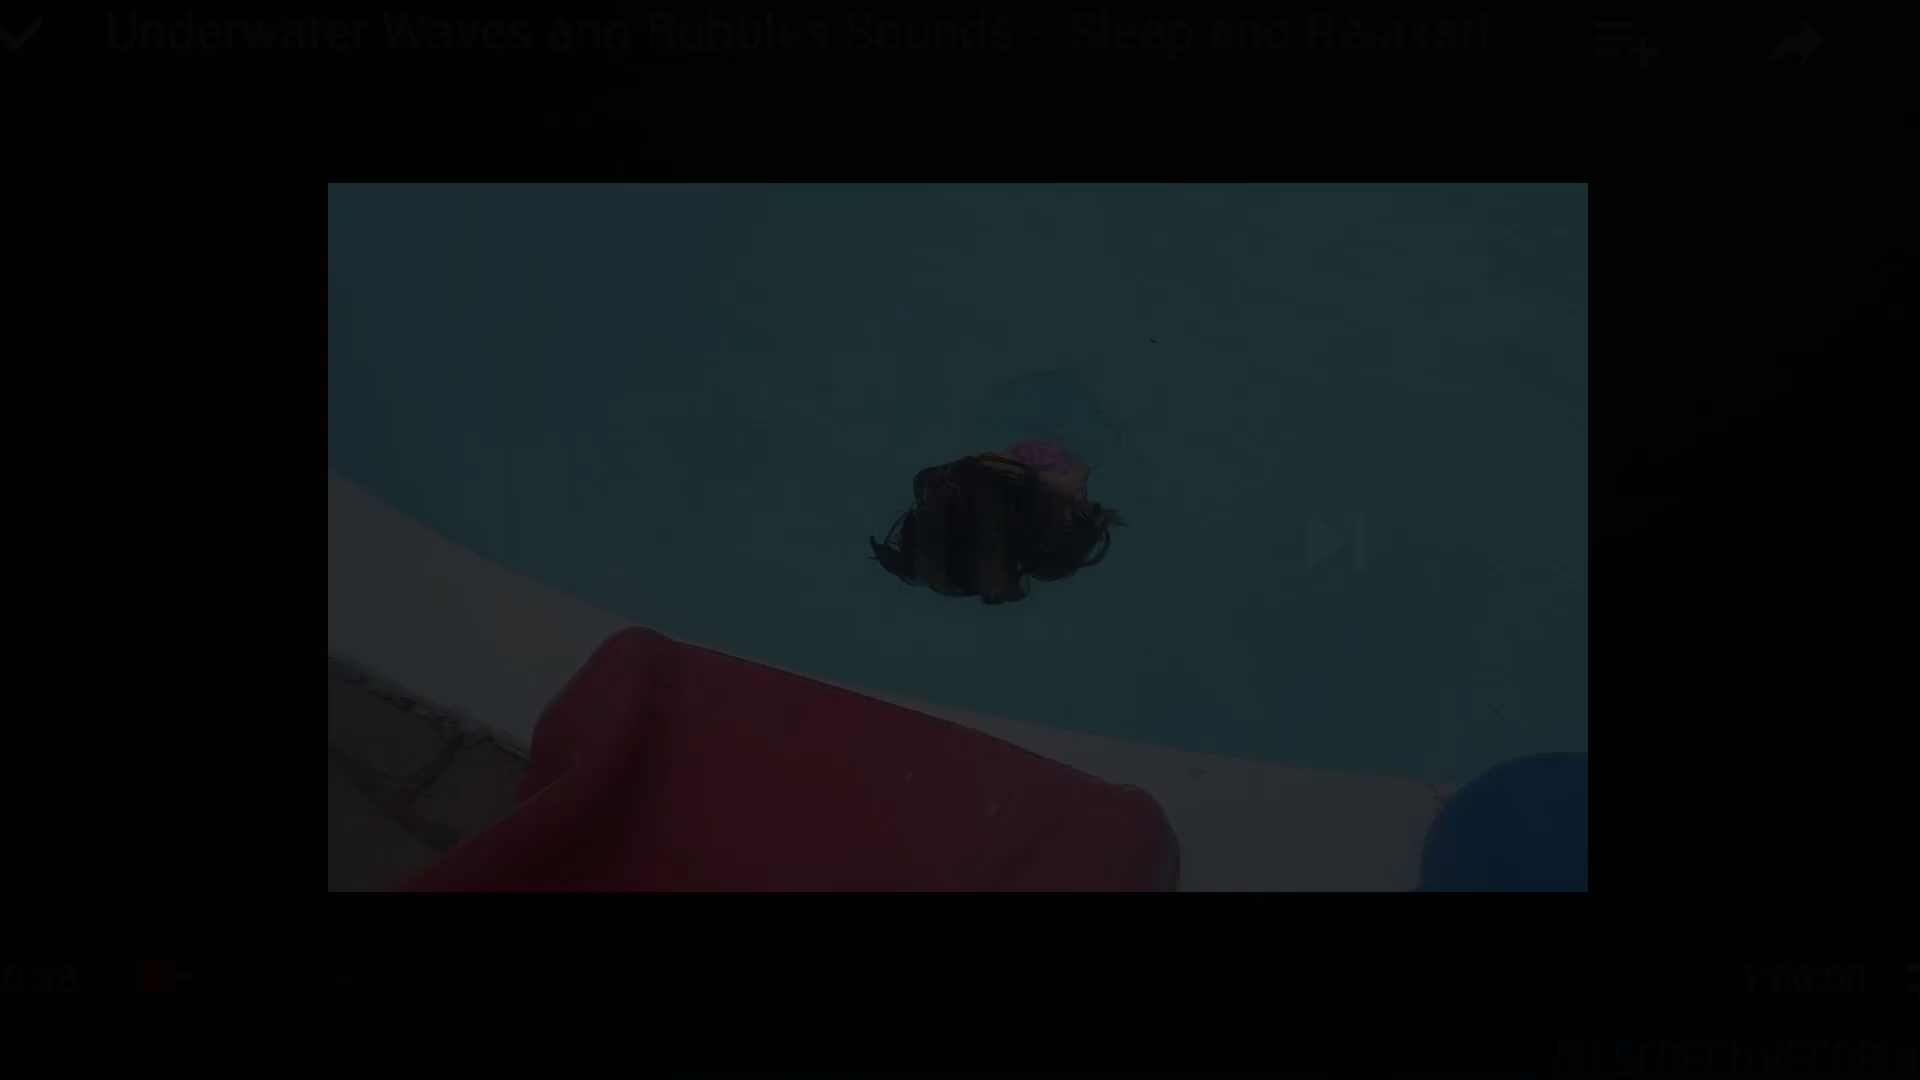 Underwater Waves and Bubbles Sounds - Sleep and Relaxati...
0:38
1:00:00